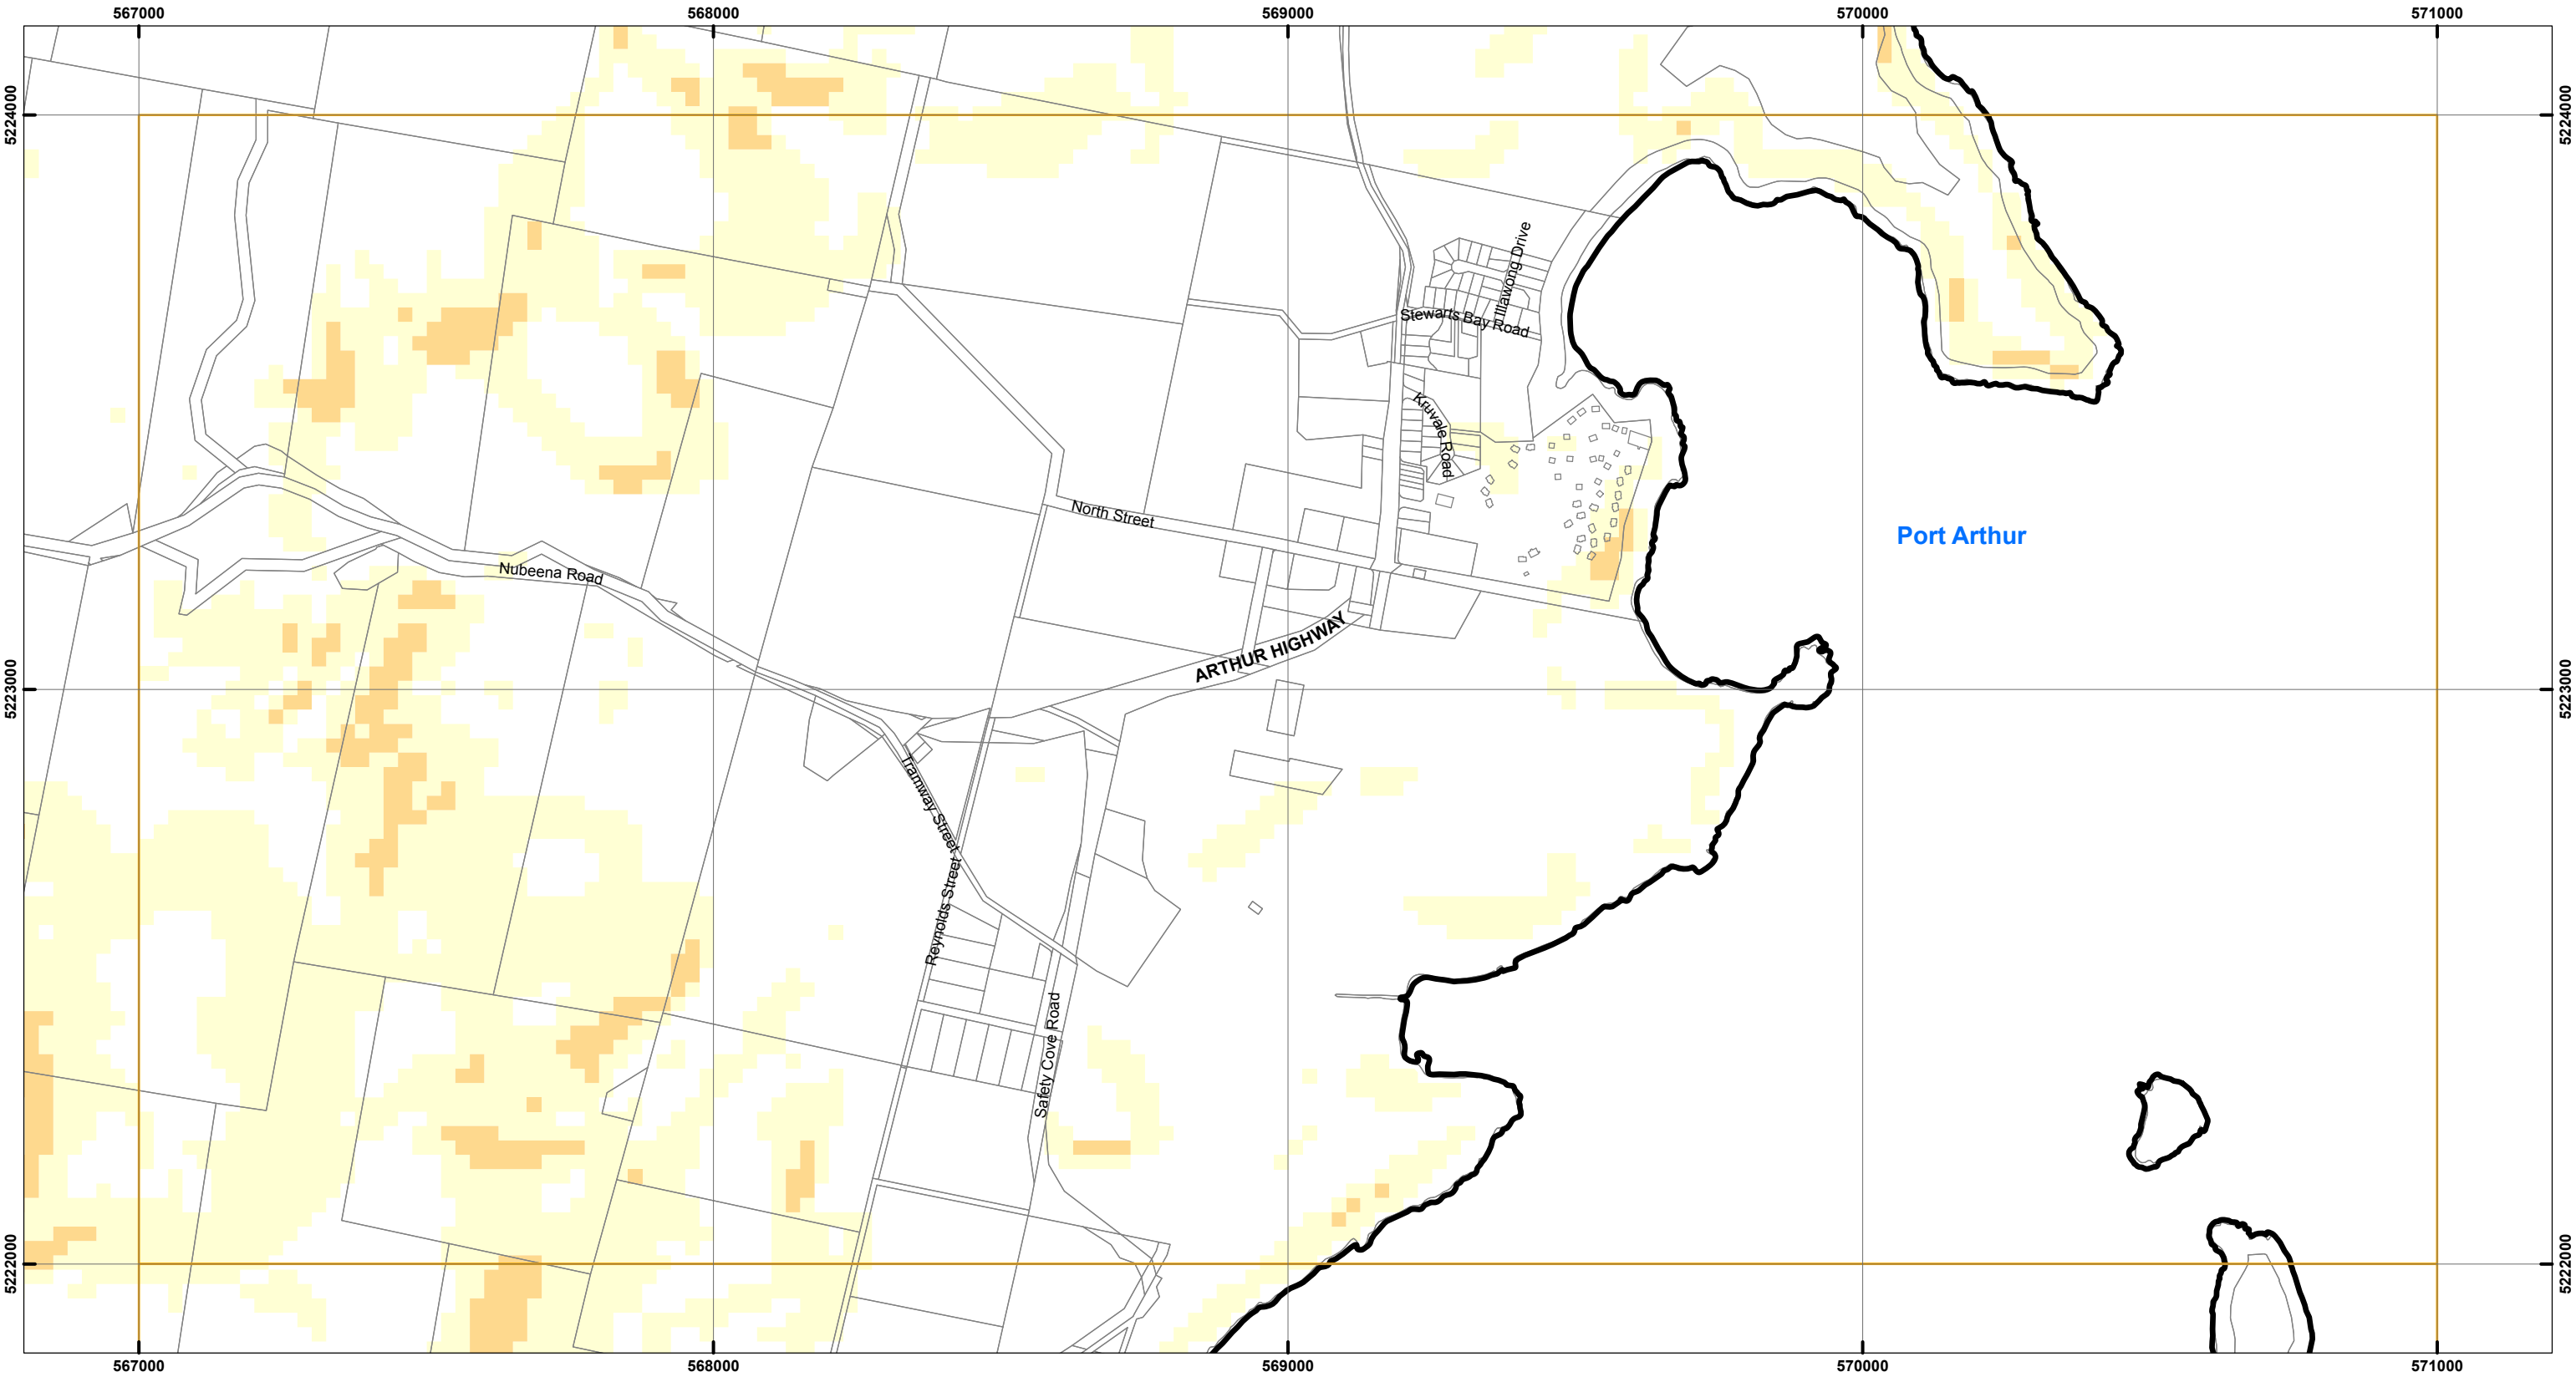 567000
568000
569000
570000
571000
5224000
5224000
Illawong Drive
Stewarts Bay Road
Kruvale Road
North Street
Port Arthur
Nubeena Road
ARTHUR HIGHWAY
5223000
5223000
Tramway Street
Reynolds Street
Safety Cove Road
5222000
5222000
567000
568000
569000
570000
571000